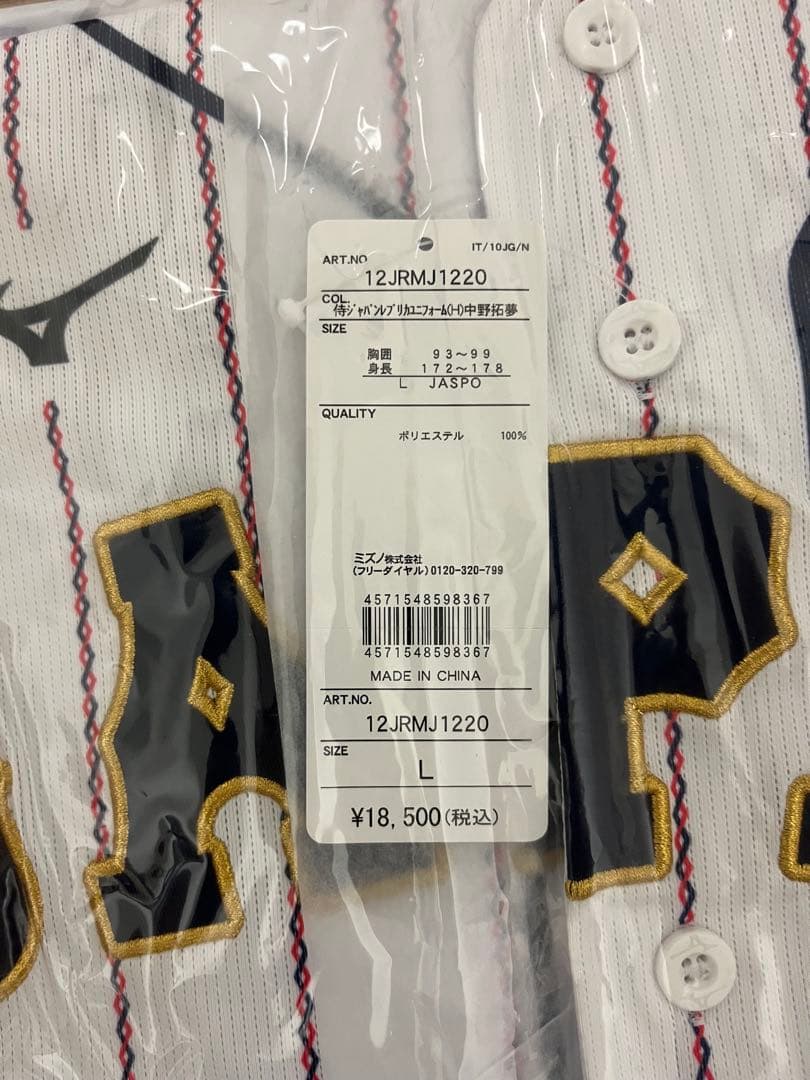 IT/10JG/N
ART.NO
12JRMJ1220
COL.
侍ｼﾞｬﾊﾟﾝﾚﾌﾟﾘｶﾕﾆﾌｫｰﾑ(H)中野拓夢
SIZE
胸囲 93～99
身長 172～178
L JASPO
QUALITY
ポリエステル 100%
ミズノ株式会社
(フリーダイヤル)0120-320-799
4571548598367
4571548598367
MADE IN CHINA
ART.NO.
12JRMJ1220
SIZE
L
¥18,500(税込)
AP